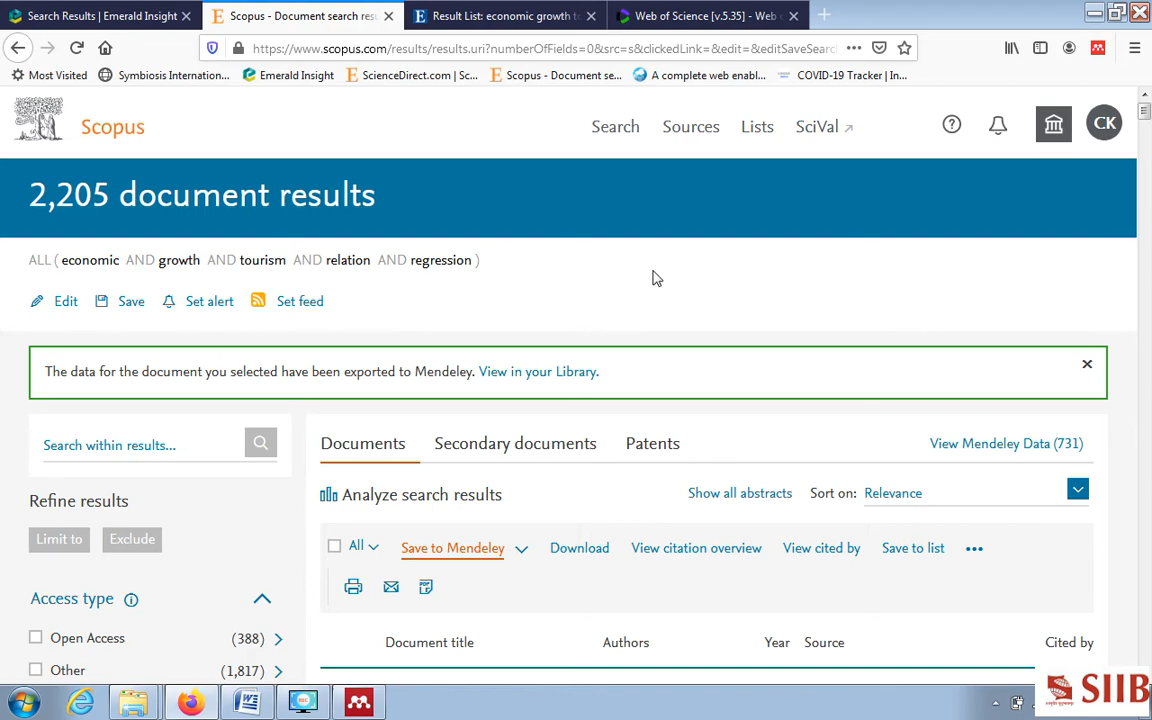 Search Results | Emerald Insight
Scopus - Document search res
Result List: economic growth to
Web of Science [v.5.35] - Web
https://www.scopus.com/results/results.uri?numberOfFields=0&src=s&clickedLink=&edit=&editSaveSearc
Most Visited
Symbiosis Internation...
Emerald Insight
ScienceDirect.com | Sc...
Scopus - Document se...
A complete web enabl...
COVID-19 Tracker | In...
Scopus
Search
Sources
Lists
SciVal
CK
2,205 document results
ALL ( economic AND growth AND tourism AND relation AND regression )
Edit
Save
Set alert
Set feed
The data for the document you selected have been exported to Mendeley. View in your Library.
Search within results...
Documents
Secondary documents
Patents
View Mendeley Data (731)
Refine results
Analyze search results
Show all abstracts
Sort on: Relevance
Limit to
Exclude
All
Save to Mendeley
Download
View citation overview
View cited by
Save to list
Access type
Open Access (388)
Other (1,817)
Document title
Authors
Year
Source
Cited by
SIIB